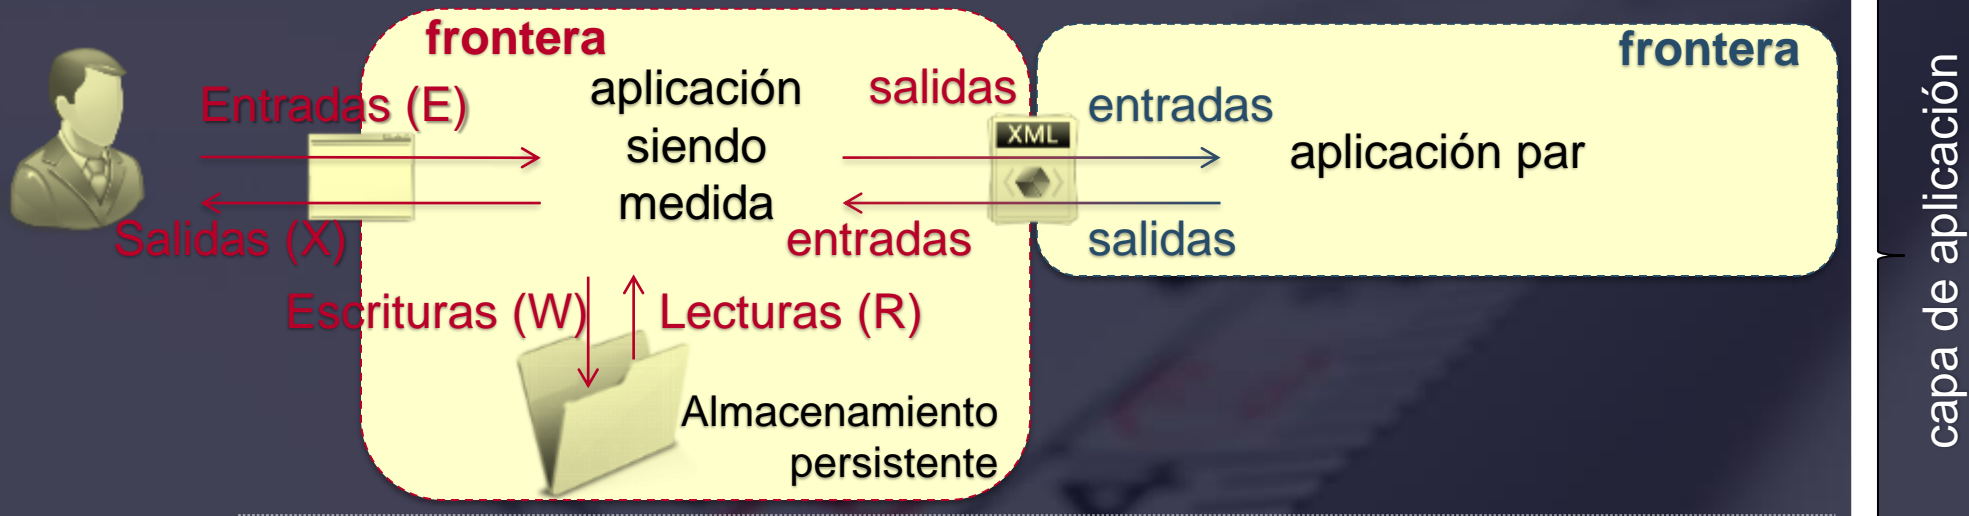 frontera
frontera
Entradas (E)
aplicación
siendo
medida
salidas
entradas
XML
aplicación par
Salidas (X)
entradas
salidas
Escrituras (W)
Lecturas (R)
Almacenamiento
persistente
capa de aplicación